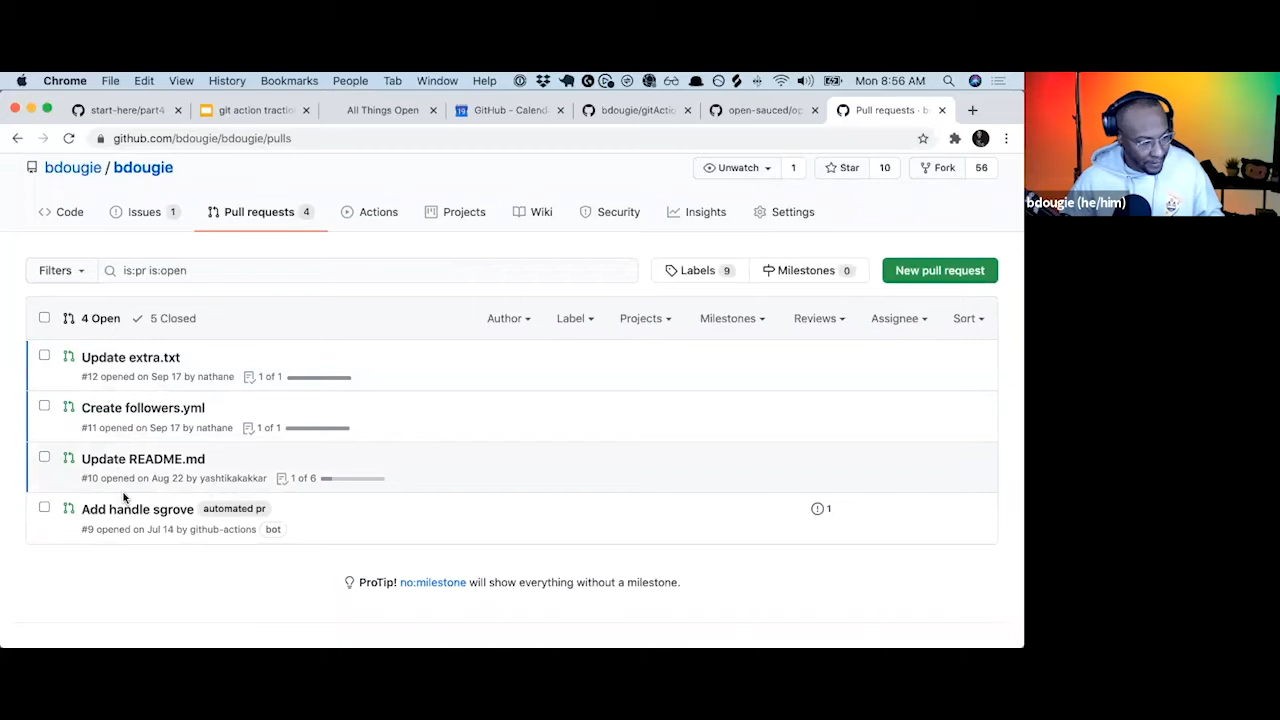 Chrome File Edit View History Bookmarks People Tab Window Help Mon 8:56 AM
start-here/part4 git action tractio All Things Open GitHub - Calend bdougie/gitActio open-sauced/op Pull requests · b
github.com/bdougie/bdougie/pulls
bdougie / bdougie Unwatch 1 Star 10 Fork 56
Code Issues 1 Pull requests 4 Actions Projects Wiki Security Insights Settings
Filters is:pr is:open Labels 9 Milestones 0 New pull request
4 Open 5 Closed Author Label Projects Milestones Reviews Assignee Sort
Update extra.txt
#12 opened on Sep 17 by nathane 1 of 1
Create followers.yml
#11 opened on Sep 17 by nathane 1 of 1
Update README.md
#10 opened on Aug 22 by yashtikakakkar 1 of 6
Add handle sgrove automated pr 1
#9 opened on Jul 14 by github-actions bot
ProTip! no:milestone will show everything without a milestone.
bdougie (he/him)